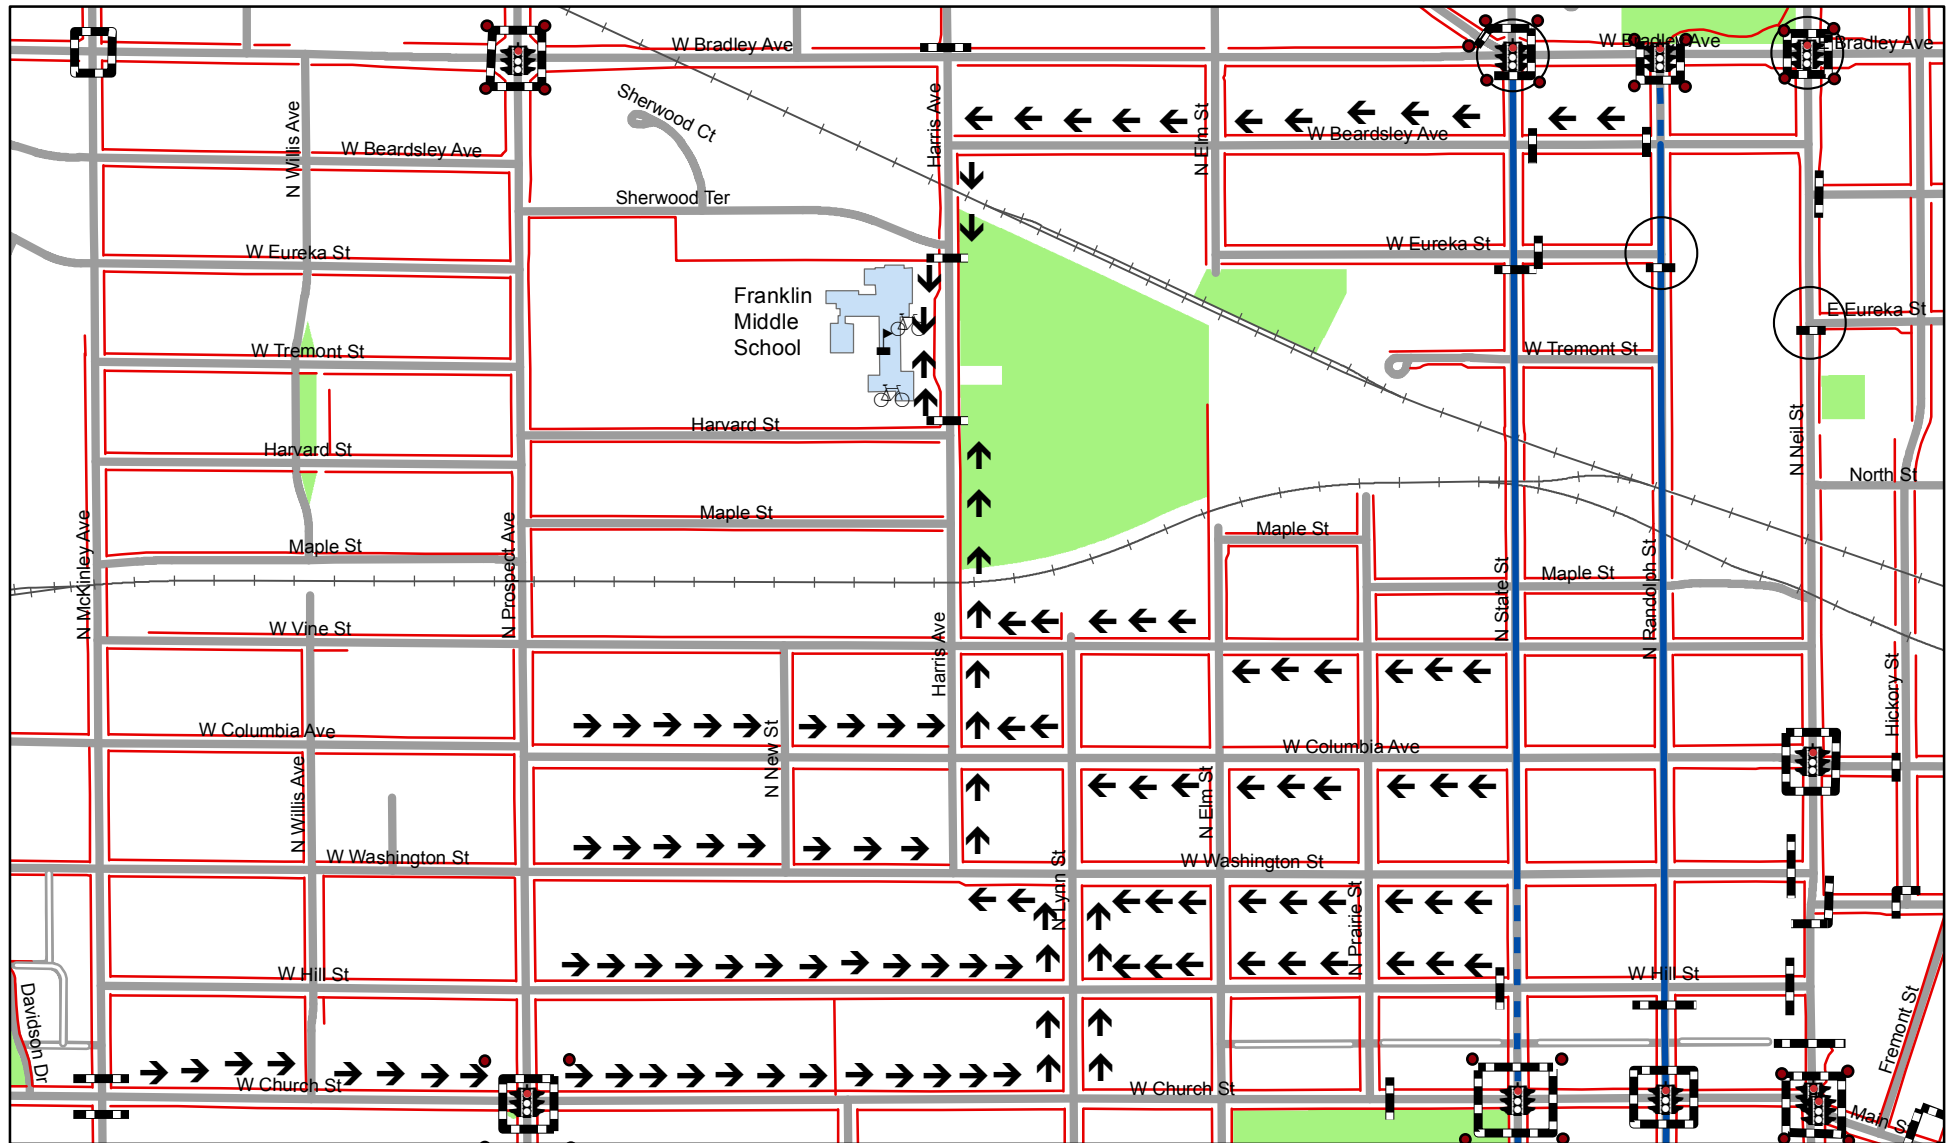 W Bradley Ave
W Bradley Ave
E Bradley Ave
Sherwood Ct
Harris Ave
N Elm St
W Beardsley Ave
N Willis Ave
W Beardsley Ave
Sherwood Ter
W Eureka St
W Eureka St
Franklin
Middle
School
E Eureka St
W Tremont St
W Tremont St
Harvard St
Harvard St
N Neil St
North St
Maple St
Maple St
Maple St
Maple St
N McKinley Ave
N Prospect Ave
N State St
N Randolph St
W Vine St
Harris Ave
Hickory St
W Columbia Ave
N New St
W Columbia Ave
N Willis Ave
N Elm St
W Washington St
W Washington St
N Lynn St
N Prairie St
W Hill St
W Hill St
Davidson Dr
Fremont St
W Church St
W Church St
Main S